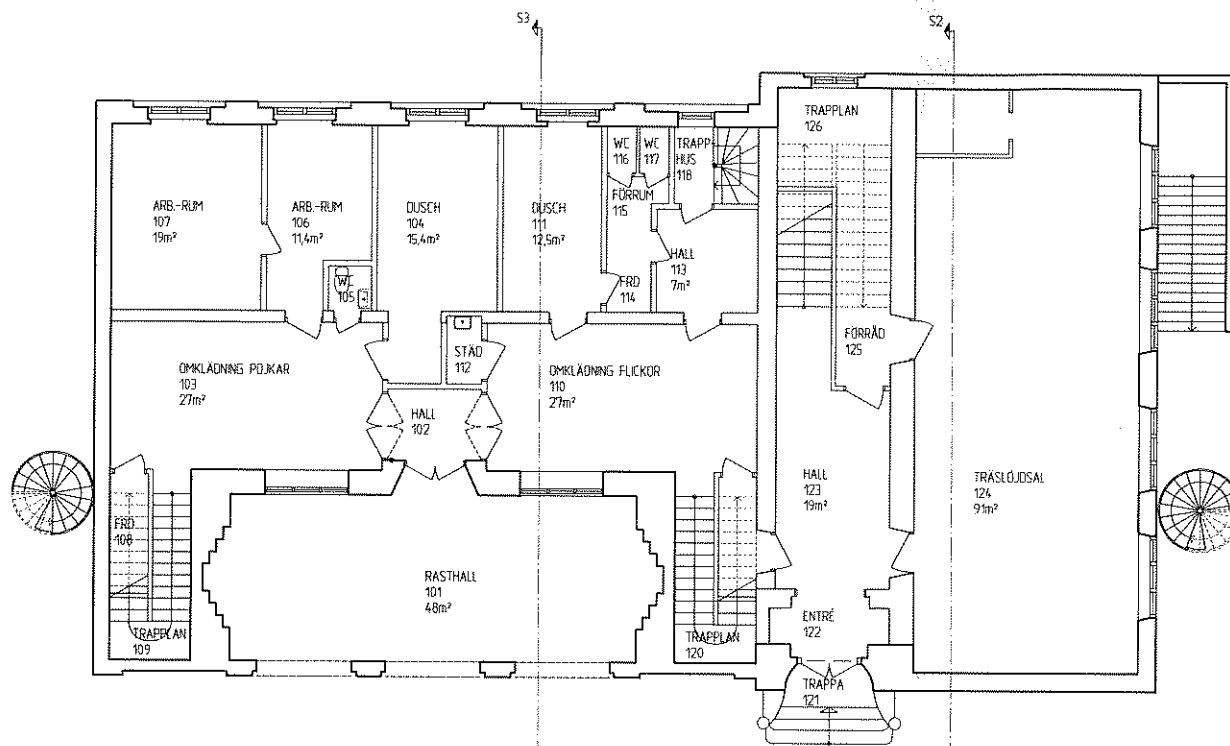 S3
S2
TRAPPLAN
126
WC
116
WC
117
TRAPP-
HUS
118
FÖRRUM
115
ARB.-RUM
107
19m²
ARB.-RUM
106
11,4m²
DUSCH
104
15,4m²
DUSCH
111
12,5m²
HALL
113
7m²
FRD
114
WC
105
FÖRRÅD
125
STÄD
112
OMKLÄDNING POJKAR
103
27m²
OMKLÄDNING FLICKOR
110
27m²
HALL
102
HALL
123
19m²
TRÄSLÖJDSAL
124
91m²
FRD
108
RASTHALL
101
48m²
ENTRÉ
122
TRAPPLAN
109
TRAPPLAN
120
TRAPPA
121